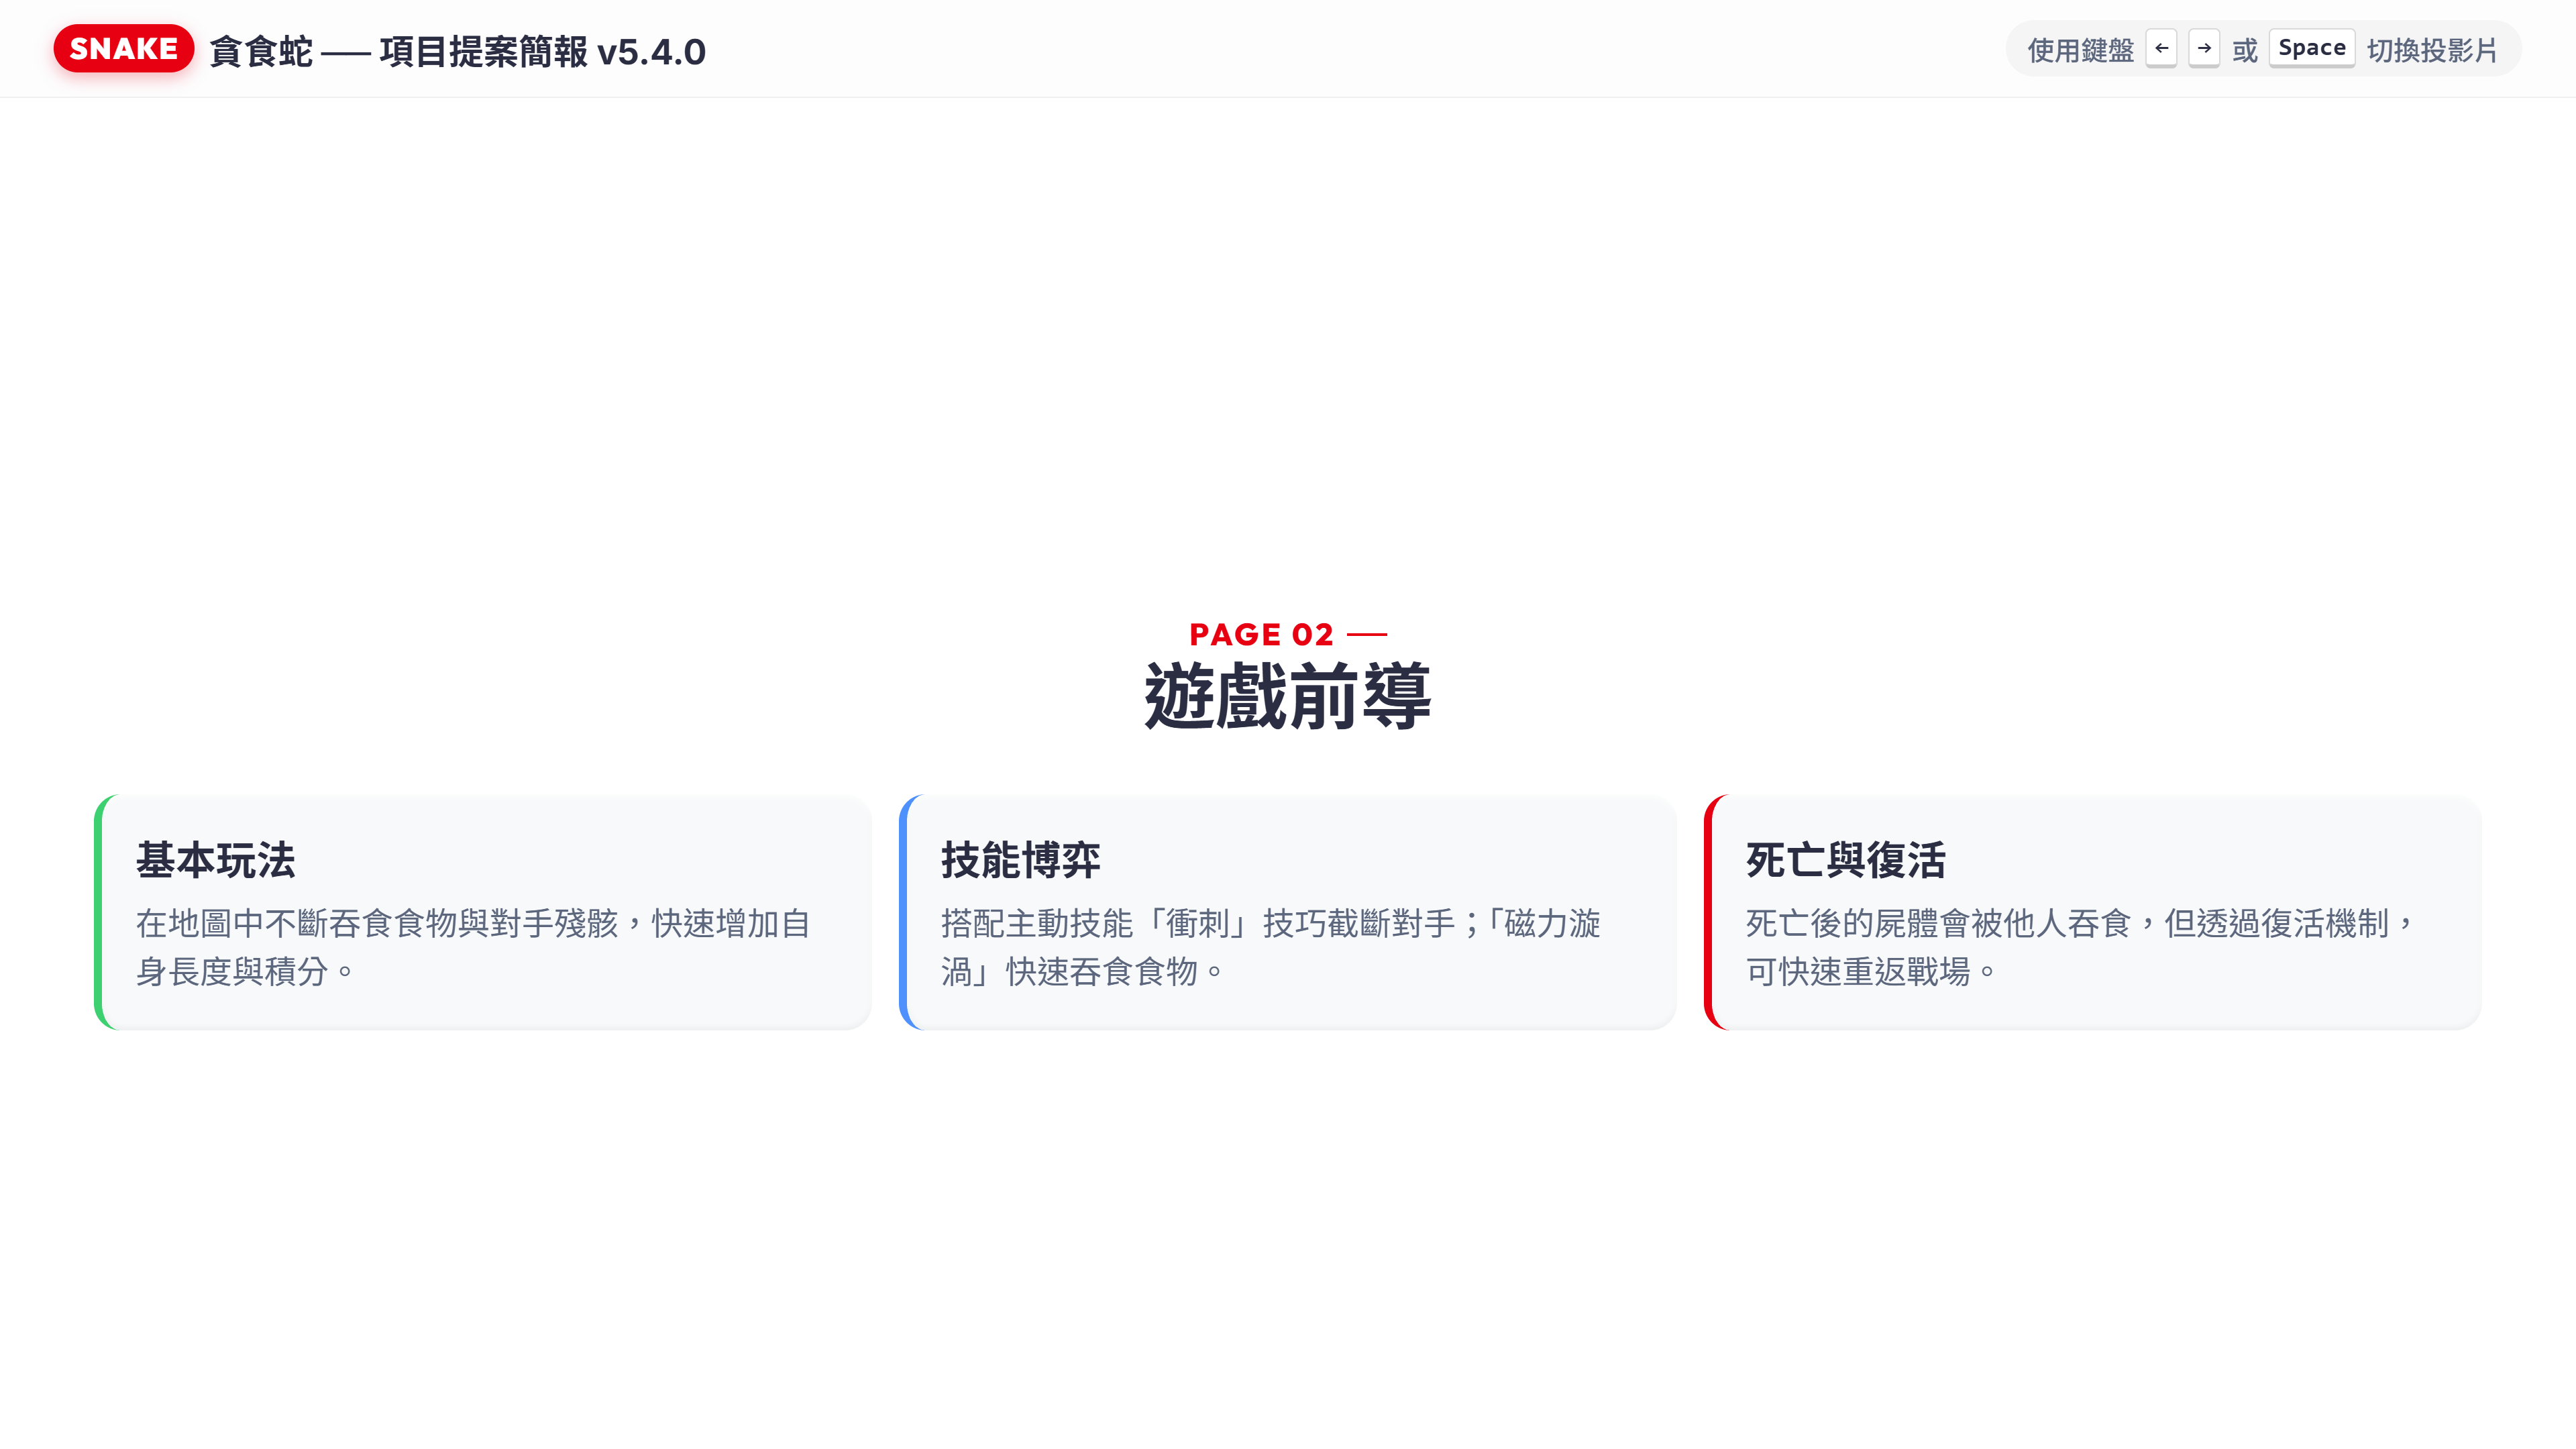 SNAKE 貪食蛇 —— 項目提案簡報 v5.4.0
使用鍵盤 ← → 或 Space 切換投影片
PAGE 02 —
遊戲前導
基本玩法
在地圖中不斷吞食食物與對手殘骸，快速增加自
身長度與積分。
技能博弈
搭配主動技能「衝刺」技巧截斷對手；「磁力漩
渦」快速吞食食物。
死亡與復活
死亡後的屍體會被他人吞食，但透過復活機制，
可快速重返戰場。